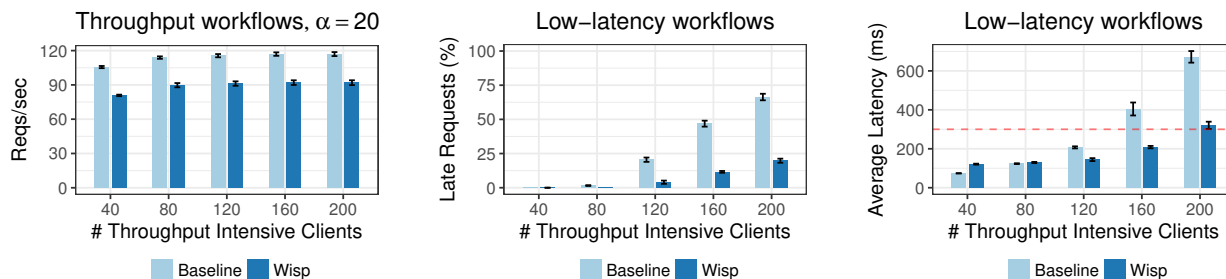 Throughput workflows, α = 20
Reqs/sec
120
90
60
30
0
40 80 120 160 200
# Throughput Intensive Clients
Baseline Wisp
Low−latency workflows
Late Requests (%)
100
75
50
25
0
40 80 120 160 200
# Throughput Intensive Clients
Baseline Wisp
Low−latency workflows
Average Latency (ms)
600
400
200
0
40 80 120 160 200
# Throughput Intensive Clients
Baseline Wisp